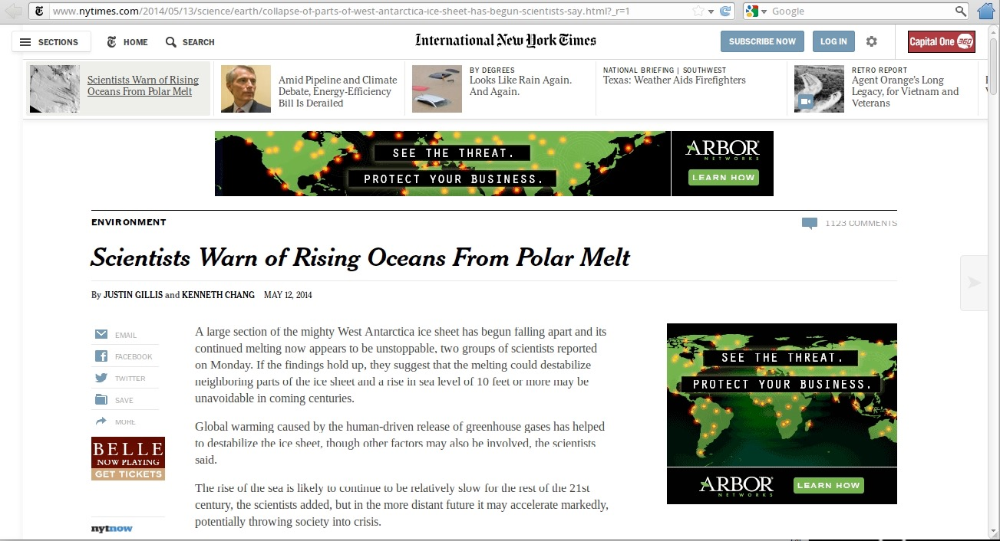 www.nytimes.com/2014/05/13/science/earth/collapse-of-parts-of-west-antarctica-ice-sheet-has-begun-scientists-say.html?_r=1
Google
SECTIONS
HOME
SEARCH
International New York Times
SUBSCRIBE NOW
LOG IN
Capital One 360
Scientists Warn of Rising
Oceans From Polar Melt
Amid Pipeline and Climate
Debate, Energy-Efficiency
Bill Is Derailed
BY DEGREES
Looks Like Rain Again.
And Again.
NATIONAL BRIEFING | SOUTHWEST
Texas: Weather Aids Firefighters
RETRO REPORT
Agent Orange's Long
Legacy, for Vietnam and
Veterans
SEE THE THREAT.
PROTECT YOUR BUSINESS.
ARBOR
NETWORKS
LEARN HOW
ENVIRONMENT
1123 COMMENTS
Scientists Warn of Rising Oceans From Polar Melt
By JUSTIN GILLIS and KENNETH CHANG MAY 12, 2014
EMAIL
FACEBOOK
TWITTER
SAVE
MORE
BELLE
NOW PLAYING
GET TICKETS
nytnow
A large section of the mighty West Antarctica ice sheet has begun falling apart and its
continued melting now appears to be unstoppable, two groups of scientists reported
on Monday. If the findings hold up, they suggest that the melting could destabilize
neighboring parts of the ice sheet and a rise in sea level of 10 feet or more may be
unavoidable in coming centuries.
Global warming caused by the human-driven release of greenhouse gases has helped
to destabilize the ice sheet, though other factors may also be involved, the scientists
said.
The rise of the sea is likely to continue to be relatively slow for the rest of the 21st
century, the scientists added, but in the more distant future it may accelerate markedly,
potentially throwing society into crisis.
SEE THE THREAT.
PROTECT YOUR BUSINESS.
ARBOR
NETWORKS
LEARN HOW